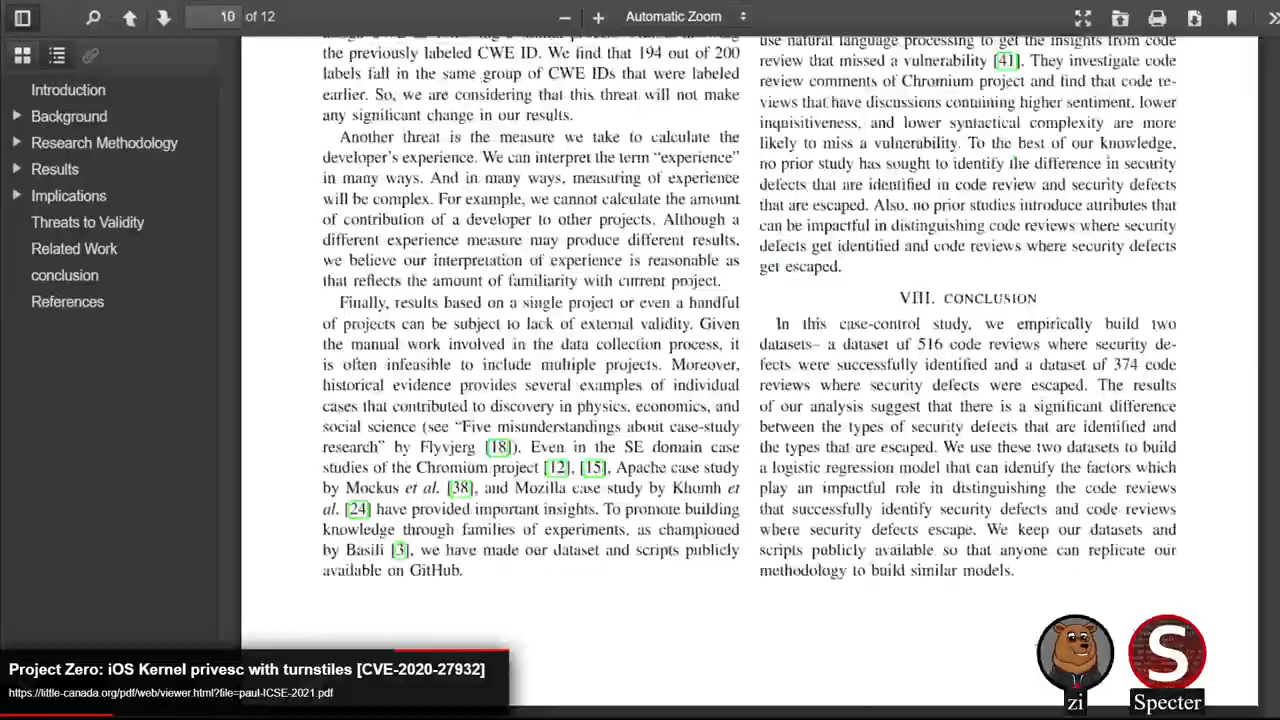 10 of 12
Automatic Zoom
Introduction
Background
Research Methodology
Results
Implications
Threats to Validity
Related Work
conclusion
References
the previously labeled CWE ID. We find that 194 out of 200
labels fall in the same group of CWE IDs that were labeled
earlier. So, we are considering that this threat will not make
any significant change in our results.
Another threat is the measure we take to calculate the
developer's experience. We can interpret the term “experience”
in many ways. And in many ways, measuring of experience
will be complex. For example, we cannot calculate the amount
of contribution of a developer to other projects. Although a
different experience measure may produce different results,
we believe our interpretation of experience is reasonable as
that reflects the amount of familiarity with current project.
Finally, results based on a single project or even a handful
of projects can be subject to lack of external validity. Given
the manual work involved in the data collection process, it
is often infeasible to include multiple projects. Moreover,
historical evidence provides several examples of individual
cases that contributed to discovery in physics, economics, and
social science (see “Five misunderstandings about case-study
research” by Flyvjerg [18]). Even in the SE domain case
studies of the Chromium project [12], [15], Apache case study
by Mockus et al. [38], and Mozilla case study by Khomh et
al. [24] have provided important insights. To promote building
knowledge through families of experiments, as championed
by Basili [3], we have made our dataset and scripts publicly
available on GitHub.
use natural language processing to get the insights from code
review that missed a vulnerability [41]. They investigate code
review comments of Chromium project and find that code re-
views that have discussions containing higher sentiment, lower
inquisitiveness, and lower syntactical complexity are more
likely to miss a vulnerability. To the best of our knowledge,
no prior study has sought to identify the difference in security
defects that are identified in code review and security defects
that are escaped. Also, no prior studies introduce attributes that
can be impactful in distinguishing code reviews where security
defects get identified and code reviews where security defects
get escaped.
VIII. CONCLUSION
In this case-control study, we empirically build two
datasets– a dataset of 516 code reviews where security de-
fects were successfully identified and a dataset of 374 code
reviews where security defects were escaped. The results
of our analysis suggest that there is a significant difference
between the types of security defects that are identified and
the types that are escaped. We use these two datasets to build
a logistic regression model that can identify the factors which
play an impactful role in distinguishing the code reviews
that successfully identify security defects and code reviews
where security defects escape. We keep our datasets and
scripts publicly available so that anyone can replicate our
methodology to build similar models.
Project Zero: iOS Kernel privesc with turnstiles [CVE-2020-27932]
https://little-canada.org/pdf/web/viewer.html?file=paul-ICSE-2021.pdf
S
zi
Specter